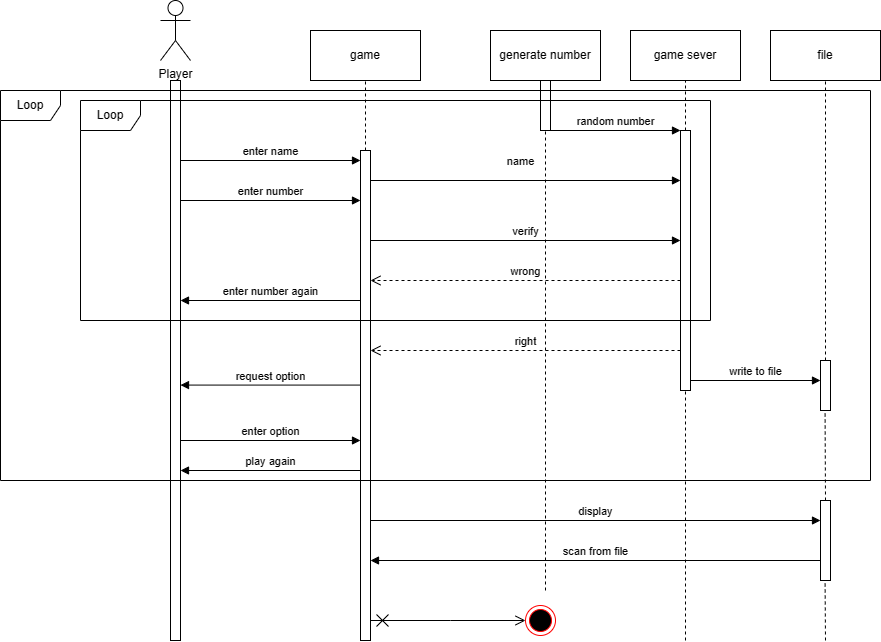 Player
game
generate number
game sever
file
Loop
Loop
random number
enter name
name
enter number
verify
wrong
enter number again
right
write to file
request option
enter option
play again
display
scan from file